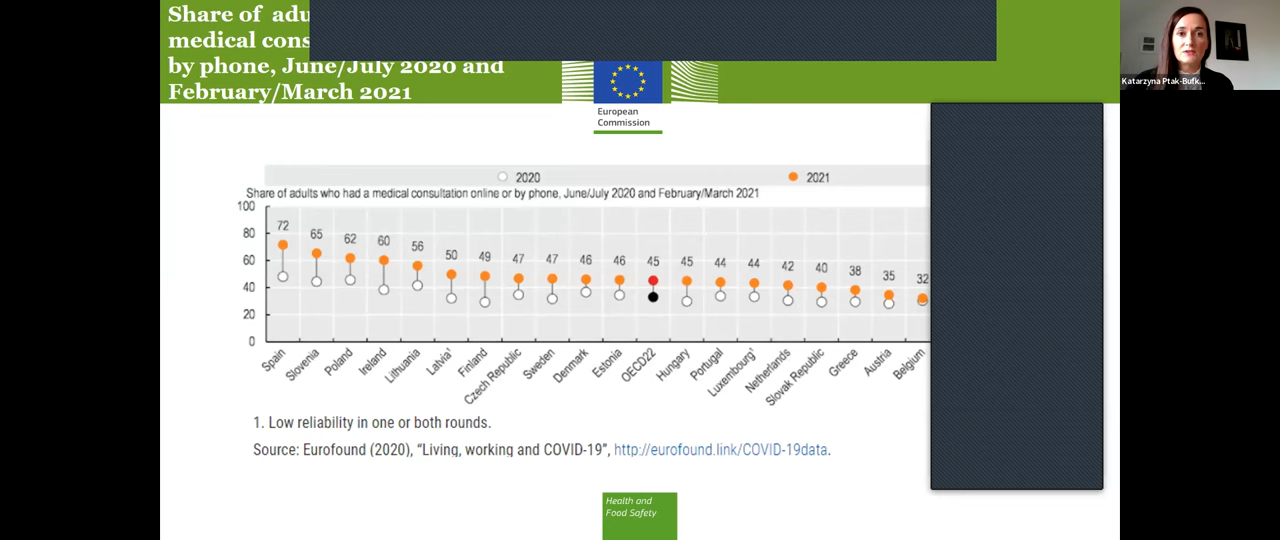 Share of adu
medical cons
by phone, June/July 2020 and
February/March 2021
European
Commission
Katarzyna Ptak-Bufk...
2020
2021
Share of adults who had a medical consultation online or by phone, June/July 2020 and February/March 2021
100
80
60
40
20
0
72
65
62
60
56
50
49
47
47
46
46
45
45
44
44
42
40
38
35
32
Spain
Slovenia
Poland
Ireland
Lithuania
Latvia¹
Finland
Czech Republic
Sweden
Denmark
Estonia
OECD22
Hungary
Portugal
Luxembourg¹
Netherlands
Slovak Republic
Greece
Austria
Belgium
1. Low reliability in one or both rounds.
Source: Eurofound (2020), “Living, working and COVID-19”, http://eurofound.link/COVID-19data.
Health and
Food Safety